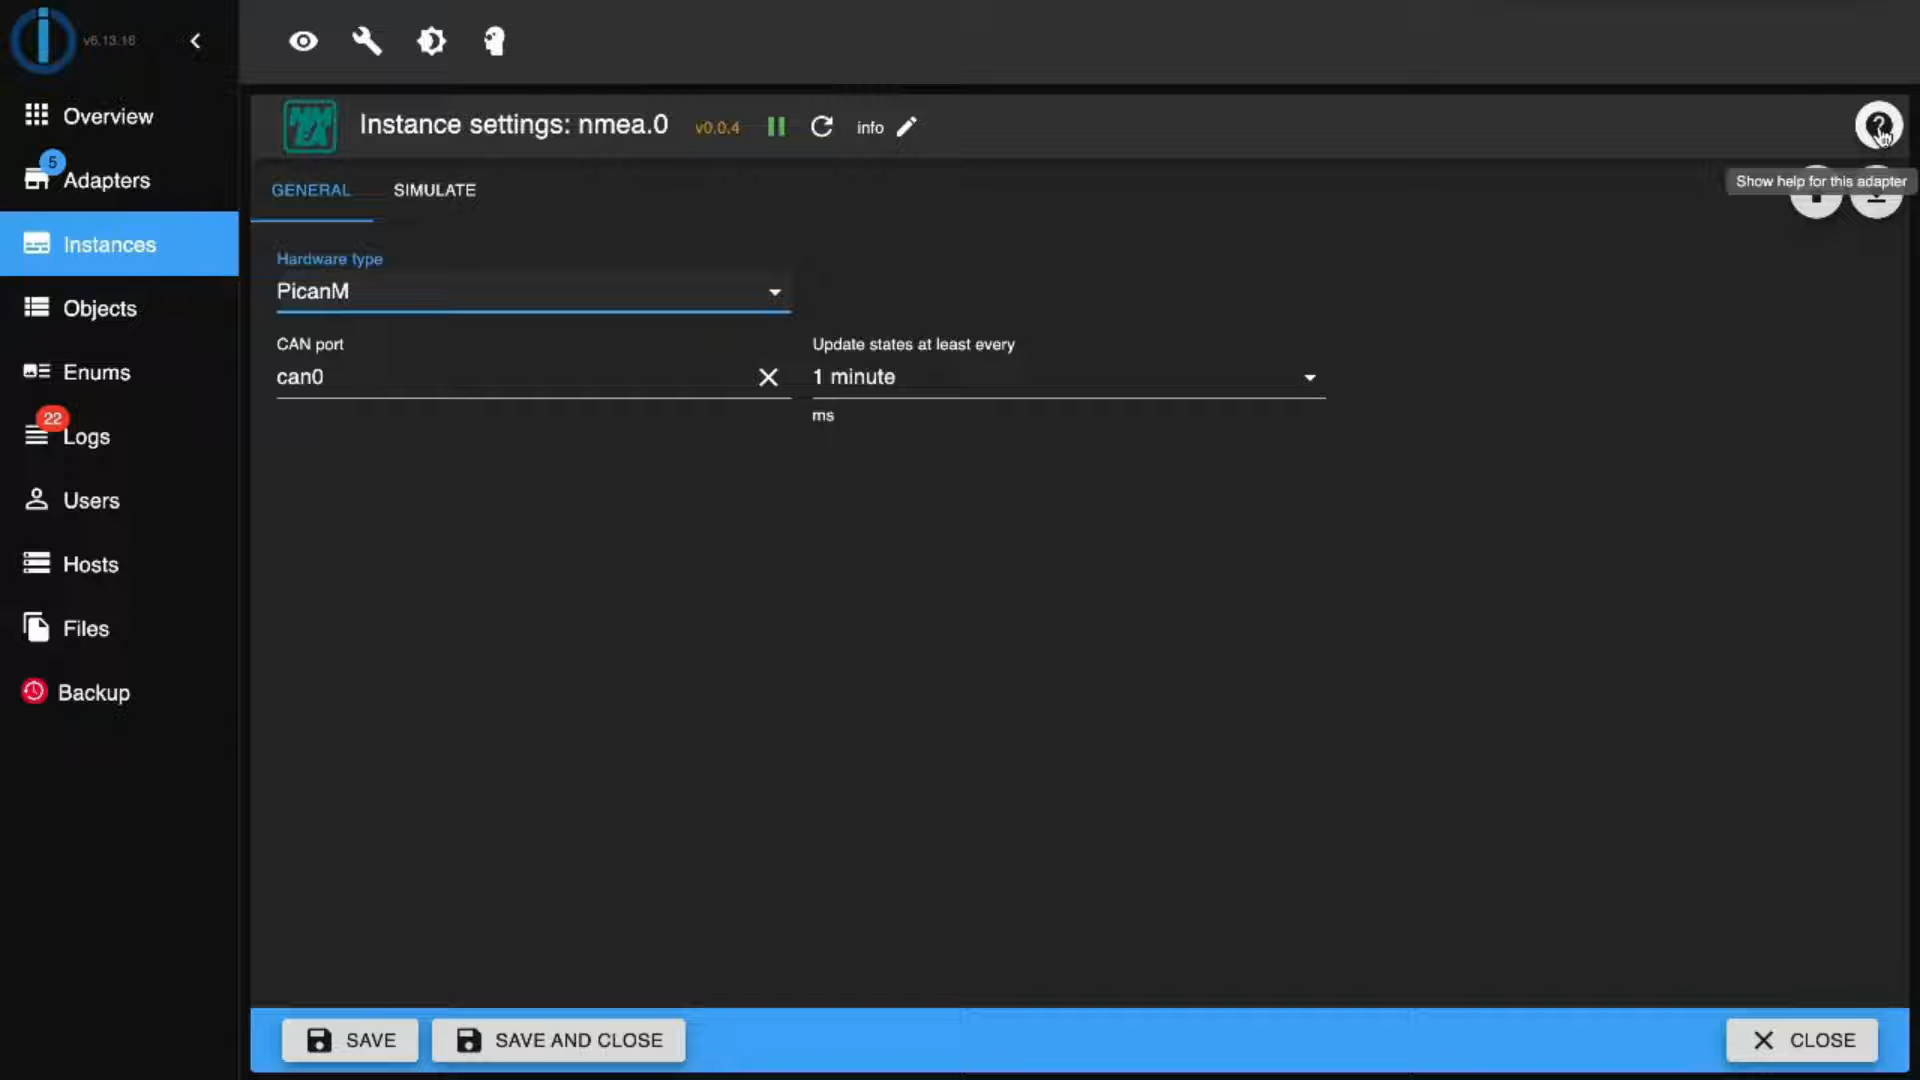 v6.13.16
Overview
5
Adapters
Instances
Objects
Enums
22
Logs
Users
Hosts
Files
Backup
Instance settings: nmea.0
v0.0.4
info
Show help for this adapter
GENERAL
SIMULATE
Hardware type
PicanM
CAN port
can0
Update states at least every
1 minute
ms
SAVE
SAVE AND CLOSE
CLOSE